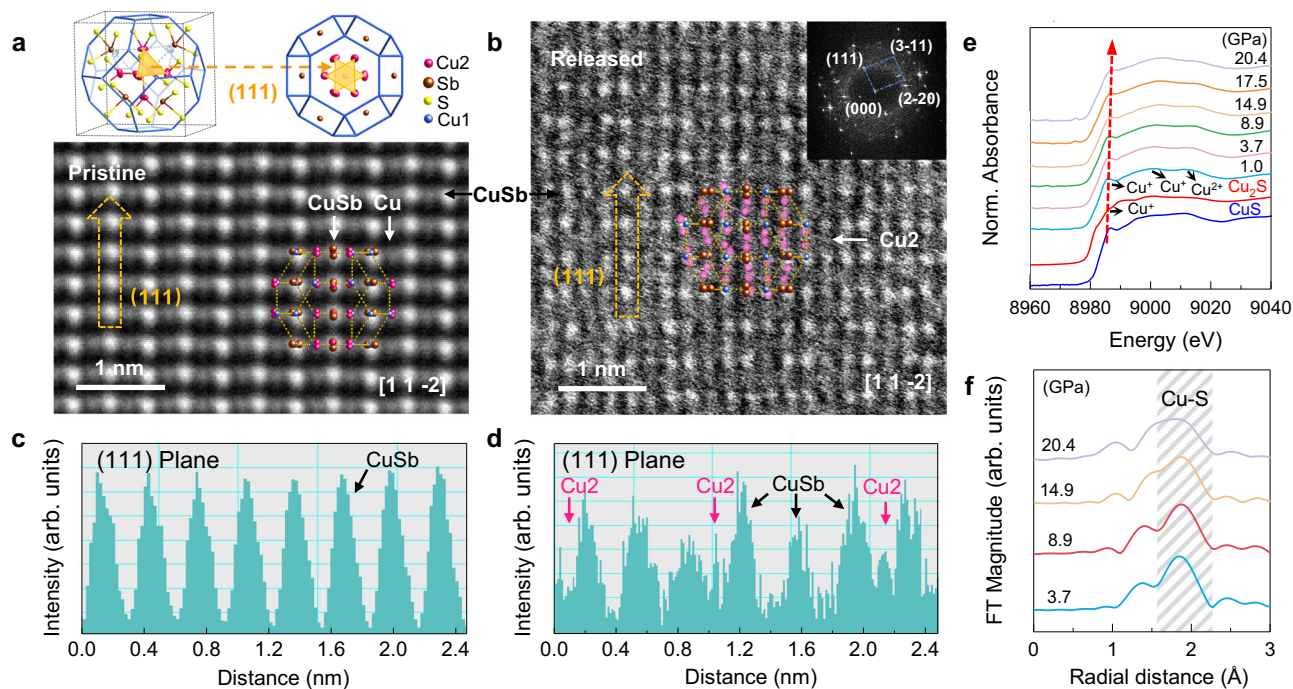 a
(111)
Cu2
Sb
S
Cu1
Pristine
CuSb
Cu
(111)
1 nm
[1 1 -2]
CuSb
b
Released
(111)
(3-11)
(000)
(2-20)
Cu2
(111)
1 nm
[1 1 -2]
c
(111) Plane
CuSb
Intensity (arb. units)
0.0 0.4 0.8 1.2 1.6 2.0 2.4
Distance (nm)
d
(111) Plane
Cu2
Cu2
CuSb
Cu2
Intensity (arb. units)
0.0 0.4 0.8 1.2 1.6 2.0 2.4
Distance (nm)
e
(GPa)
20.4
17.5
14.9
8.9
3.7
1.0
Cu⁺ Cu⁺ Cu²⁺
Cu₂S
Cu⁺
CuS
Norm. Absorbance
8960 8980 9000 9020 9040
Energy (eV)
f
(GPa)
Cu-S
20.4
14.9
8.9
3.7
FT Magnitude (arb. units)
0 1 2 3
Radial distance (Å)